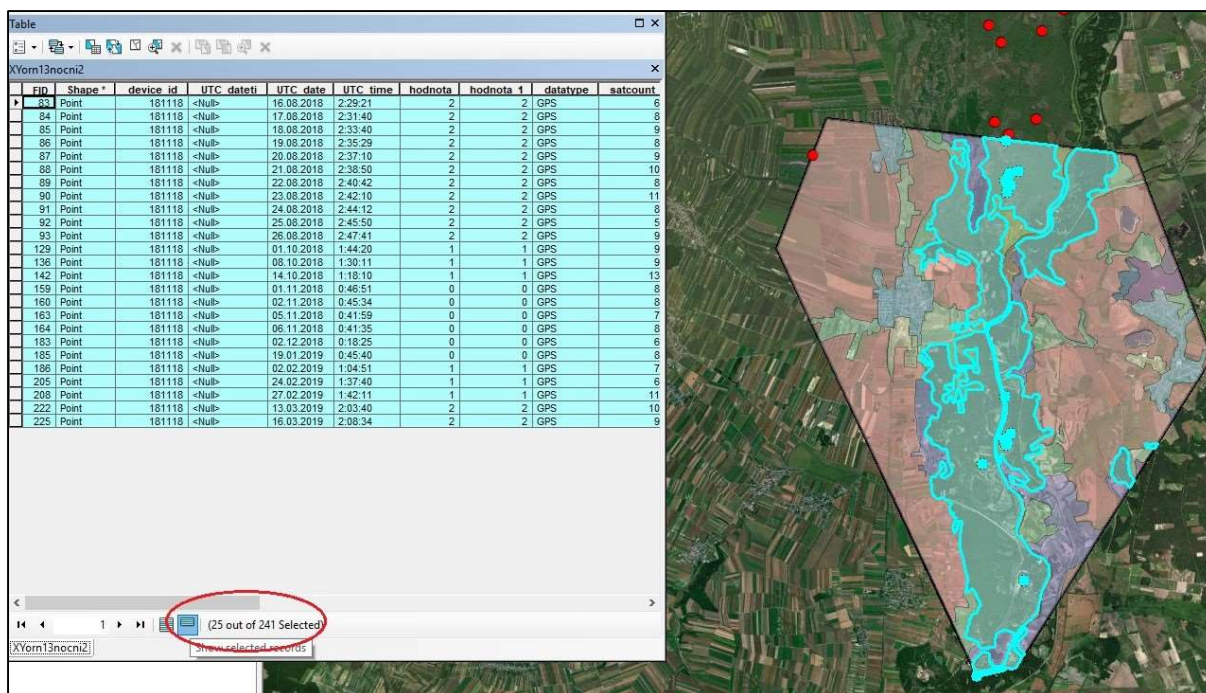 Table
XYorn13nocni2
FID Shape * device_id UTC_dateti UTC_date UTC_time hodnota hodnota_1 datatype satcount
83 Point 181118 <Null> 16.08.2018 2:29:21 2 2 GPS 6
84 Point 181118 <Null> 17.08.2018 2:31:40 2 2 GPS 8
85 Point 181118 <Null> 18.08.2018 2:33:40 2 2 GPS 9
86 Point 181118 <Null> 19.08.2018 2:35:29 2 2 GPS 8
87 Point 181118 <Null> 20.08.2018 2:37:10 2 2 GPS 9
88 Point 181118 <Null> 21.08.2018 2:38:50 2 2 GPS 10
89 Point 181118 <Null> 22.08.2018 2:40:42 2 2 GPS 8
90 Point 181118 <Null> 23.08.2018 2:42:10 2 2 GPS 11
91 Point 181118 <Null> 24.08.2018 2:44:12 2 2 GPS 8
92 Point 181118 <Null> 25.08.2018 2:45:50 2 2 GPS 5
93 Point 181118 <Null> 26.08.2018 2:47:41 2 2 GPS 9
129 Point 181118 <Null> 01.10.2018 1:44:20 1 1 GPS 9
136 Point 181118 <Null> 08.10.2018 1:30:11 1 1 GPS 9
142 Point 181118 <Null> 14.10.2018 1:18:10 1 1 GPS 13
159 Point 181118 <Null> 01.11.2018 0:46:51 0 0 GPS 8
160 Point 181118 <Null> 02.11.2018 0:45:34 0 0 GPS 8
163 Point 181118 <Null> 05.11.2018 0:41:59 0 0 GPS 7
164 Point 181118 <Null> 06.11.2018 0:41:35 0 0 GPS 8
183 Point 181118 <Null> 02.12.2018 0:18:25 0 0 GPS 6
185 Point 181118 <Null> 19.01.2019 0:45:40 0 0 GPS 8
186 Point 181118 <Null> 02.02.2019 1:04:51 1 1 GPS 7
205 Point 181118 <Null> 24.02.2019 1:37:40 1 1 GPS 6
208 Point 181118 <Null> 27.02.2019 1:42:11 1 1 GPS 11
222 Point 181118 <Null> 13.03.2019 2:03:40 2 2 GPS 10
225 Point 181118 <Null> 16.03.2019 2:08:34 2 2 GPS 9
1 (25 out of 241 Selected)
XYorn13nocni2 Show selected records